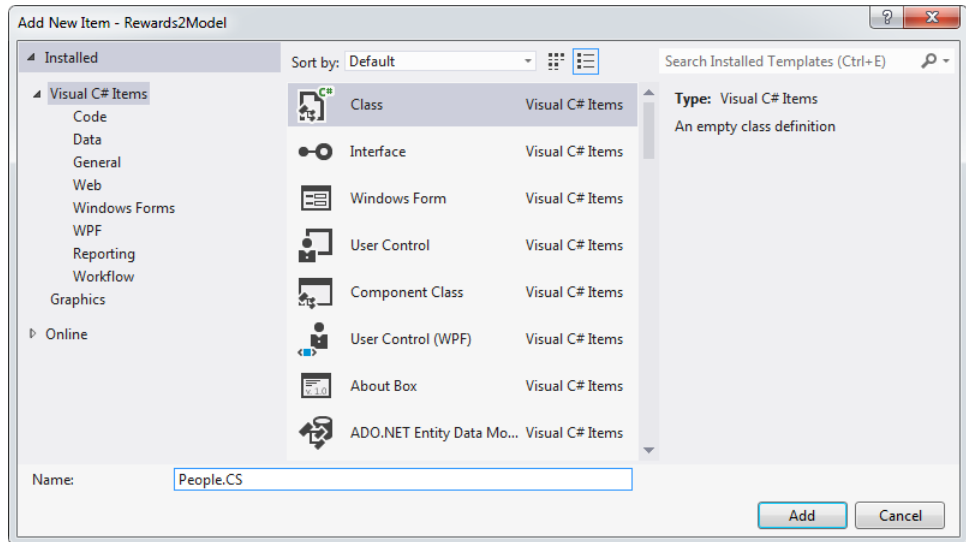 Add New Item - Rewards2Model
?
x
Installed
Sort by: Default
Search Installed Templates (Ctrl+E)
Visual C# Items
Code
Data
General
Web
Windows Forms
WPF
Reporting
Workflow
Graphics
Online
C#
Class Visual C# Items
Interface Visual C# Items
Windows Form Visual C# Items
User Control Visual C# Items
Component Class Visual C# Items
User Control (WPF) Visual C# Items
v. 1.0
About Box Visual C# Items
ADO.NET Entity Data Mo... Visual C# Items
Type: Visual C# Items
An empty class definition
Name: People.CS
Add Cancel